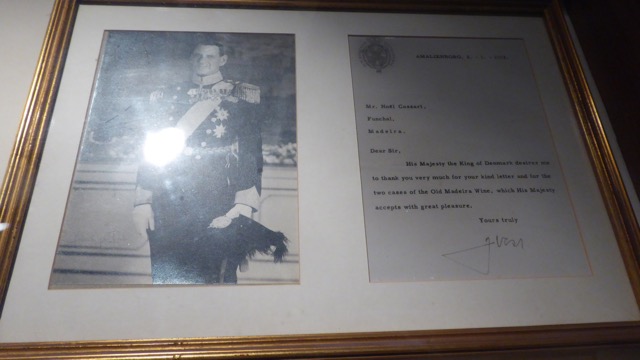 Mr. Noël Cossart,
Funchal,
Madeira.
Dear Sir,
His Majesty the King of Denmark desires me
to thank you very much for your kind letter and for the
two cases of the Old Madeira Wine, which His Majesty
accepts with great pleasure.
Yours truly